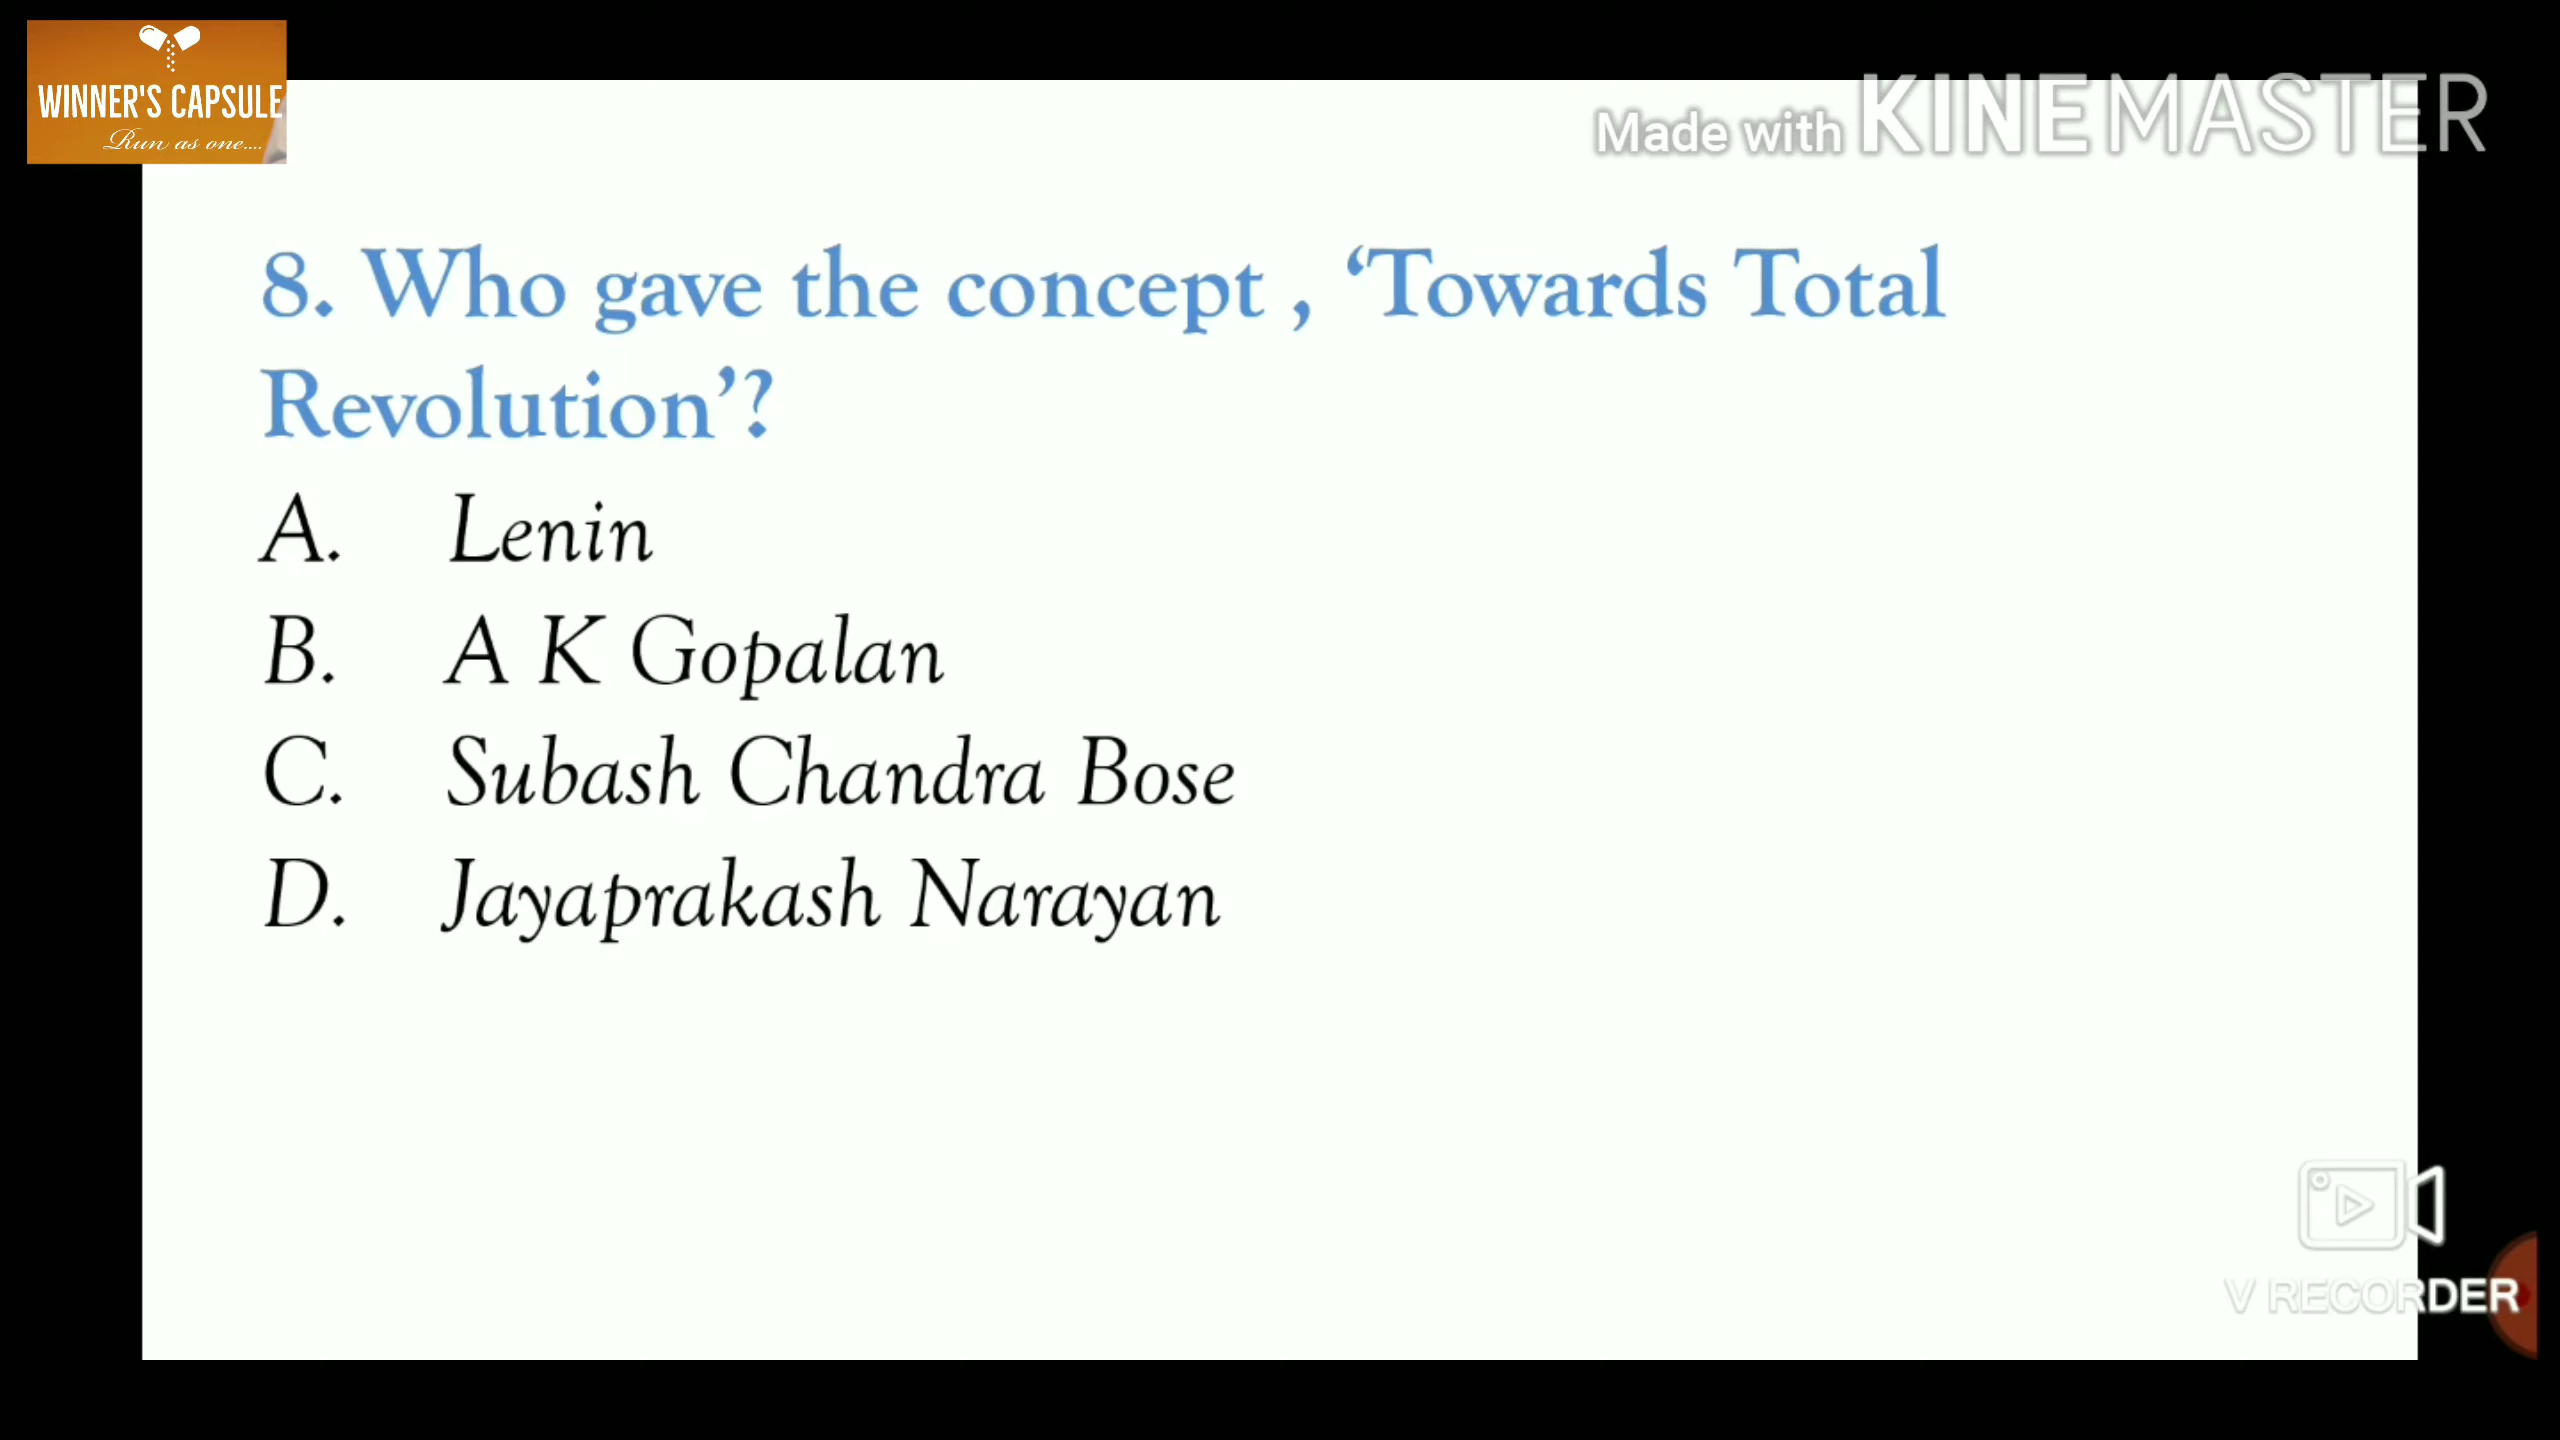 WINNER'S CAPSULE
Run as one....
Made with KINEMASTER
8. Who gave the concept , ‘Towards Total
Revolution’?
A. Lenin
B. A K Gopalan
C. Subash Chandra Bose
D. Jayaprakash Narayan
V RECORDER